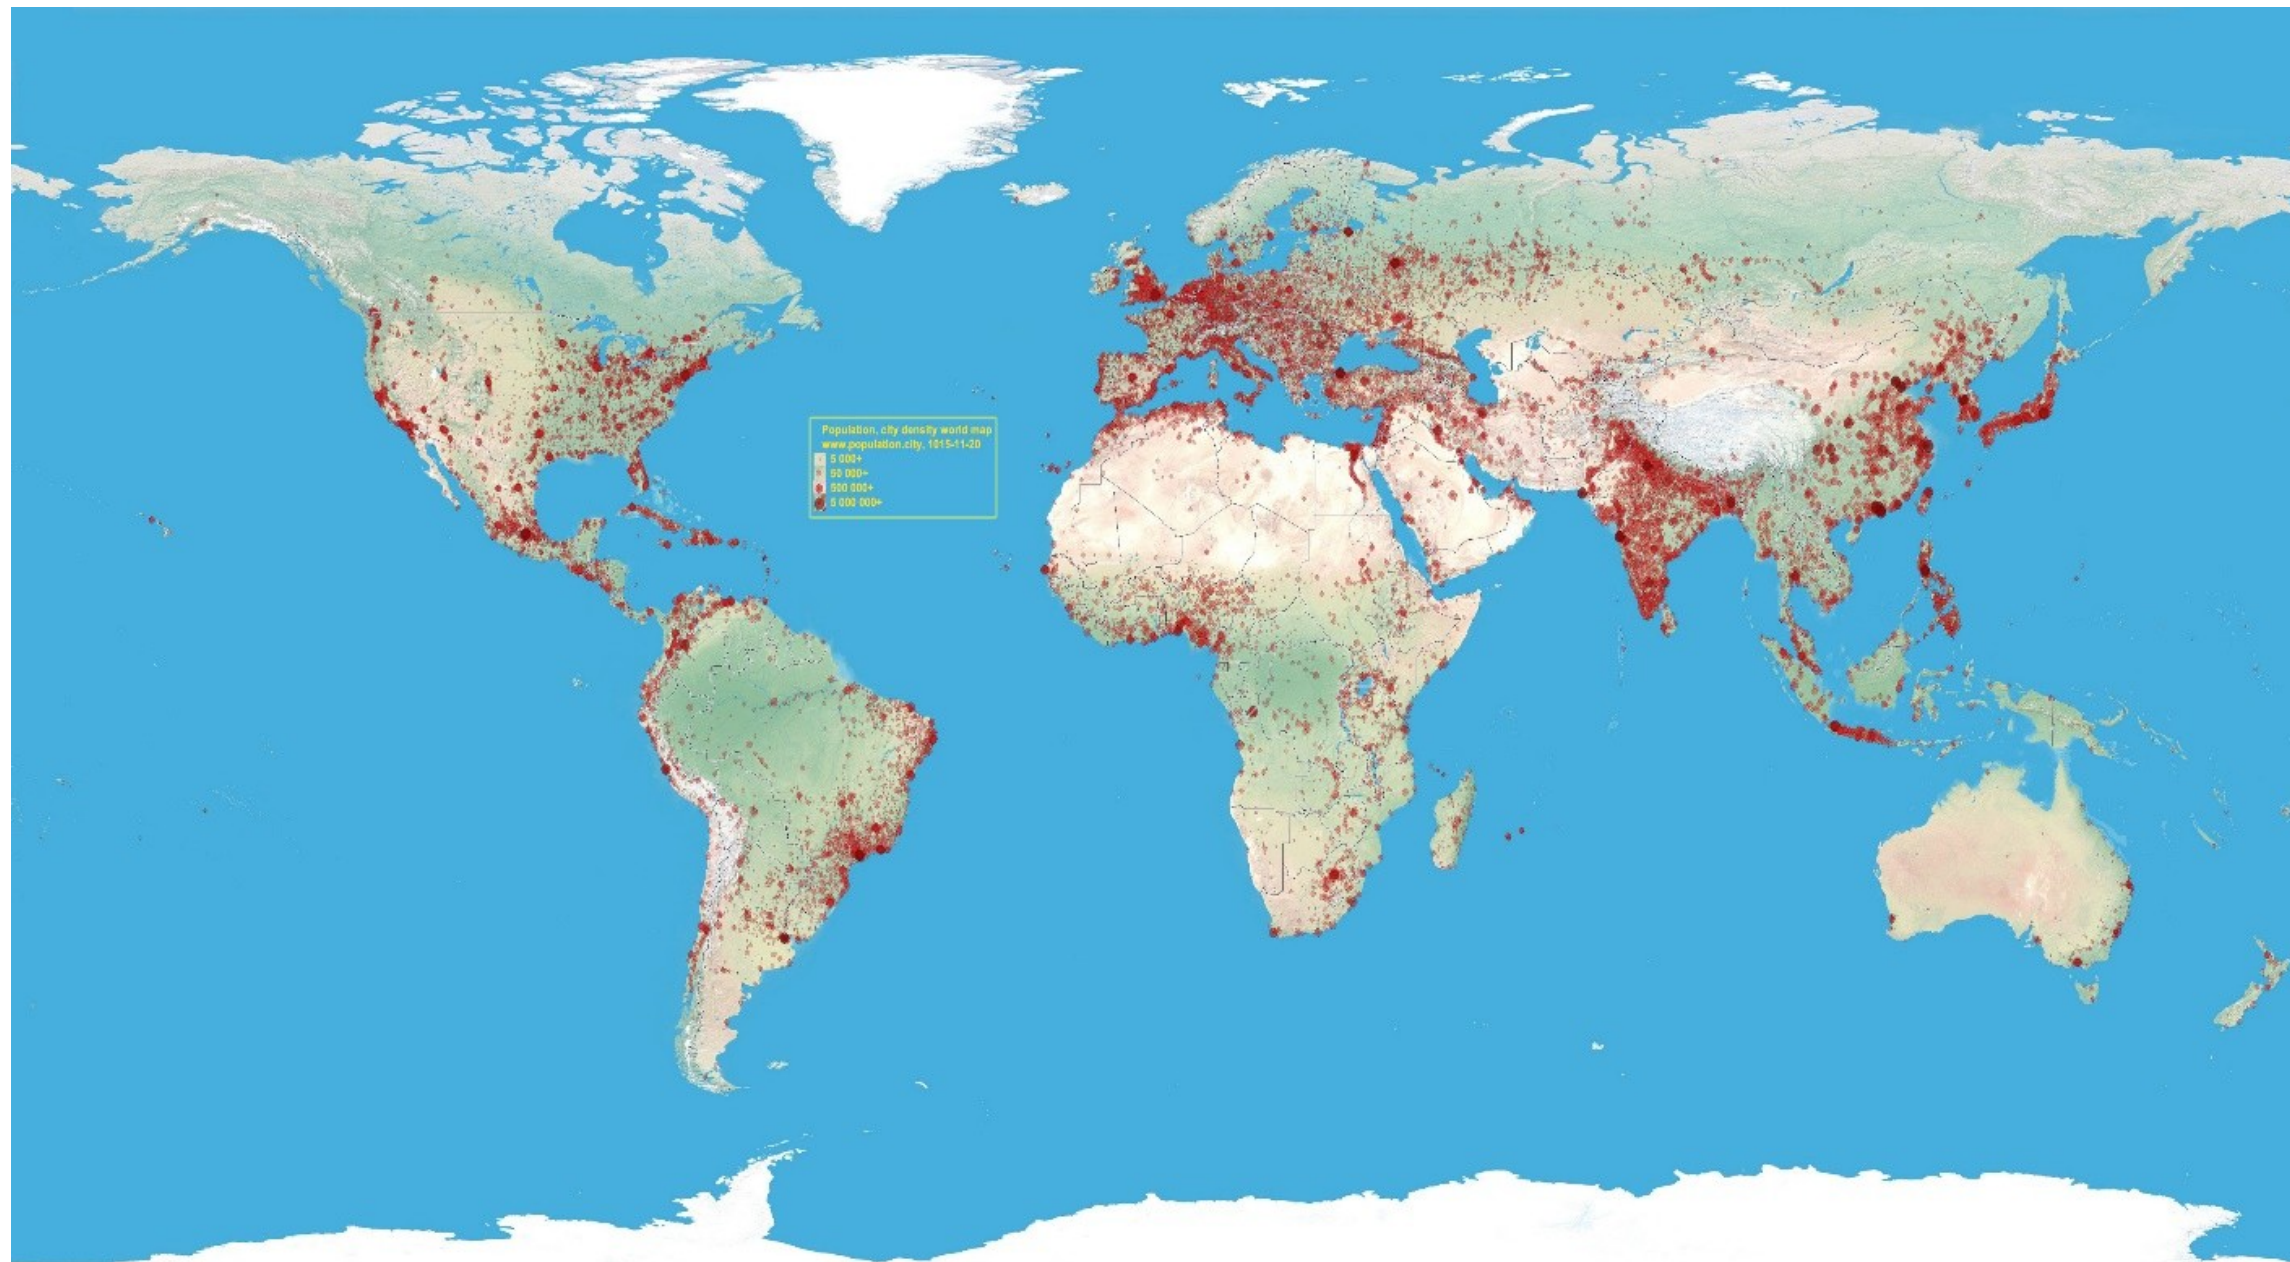 Population, city density world map
www.population.city, 1015-11-20
5 000+
50 000+
500 000+
5 000 000+